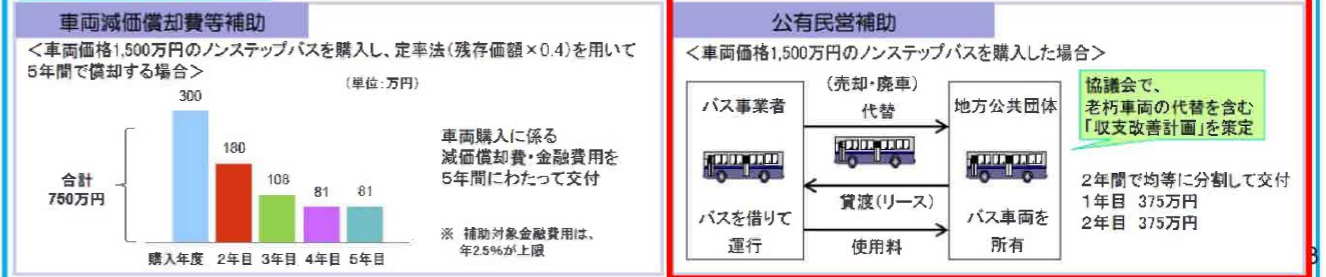 車両減価償却費等補助
＜車両価格1,500万円のノンステップバスを購入し、定率法(残存価額×0.4)を用いて
5年間で償却する場合＞
(単位:万円)
300
180
108
81
81
合計
750万円
購入年度 2年目 3年目 4年目 5年目
車両購入に係る
減価償却費・金融費用を
5年間にわたって交付
※ 補助対象金融費用は、
年2.5%が上限
公有民営補助
＜車両価格1,500万円のノンステップバスを購入した場合＞
バス事業者
バスを借りて
運行
(売却・廃車)
代替
貸渡(リース)
使用料
地方公共団体
バス車両を
所有
協議会で、
老朽車両の代替を含む
「収支改善計画」を策定
2年間で均等に分割して交付
1年目 375万円
2年目 375万円